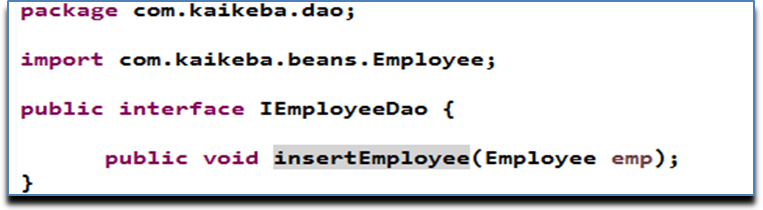 package com.kaikeba.dao;
import com.kaikeba.beans.Employee;
public interface IEmployeeDao {
public void insertEmployee(Employee emp);
}